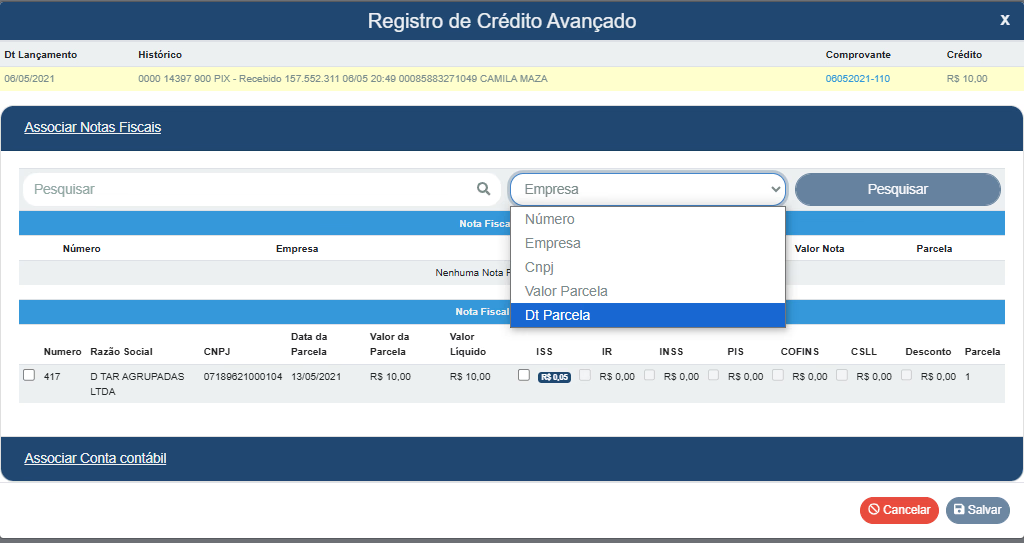 Registro de Crédito Avançado
x
Dt Lançamento Histórico Comprovante Crédito
06/05/2021 0000 14397 900 PIX - Recebido 157.552.311 06/05 20:49 00085883271049 CAMILA MAZA 06052021-110 R$ 10,00
Associar Notas Fiscais
Pesquisar Empresa Pesquisar
Número
Empresa
Cnpj
Valor Parcela
Dt Parcela
Nota
Número Empresa Valor Nota Parcela
Nenhuma Nota
Nota Fiscal
Numero Razão Social CNPJ Data da Parcela Valor da Parcela Valor Líquido ISS IR INSS PIS COFINS CSLL Desconto Parcela
417 D TAR AGRUPADAS 07189621000104 13/05/2021 R$ 10,00 R$ 10,00 R$ 0,05 R$ 0,00 R$ 0,00 R$ 0,00 R$ 0,00 R$ 0,00 R$ 0,00 1
LTDA
Associar Conta contábil
Cancelar Salvar